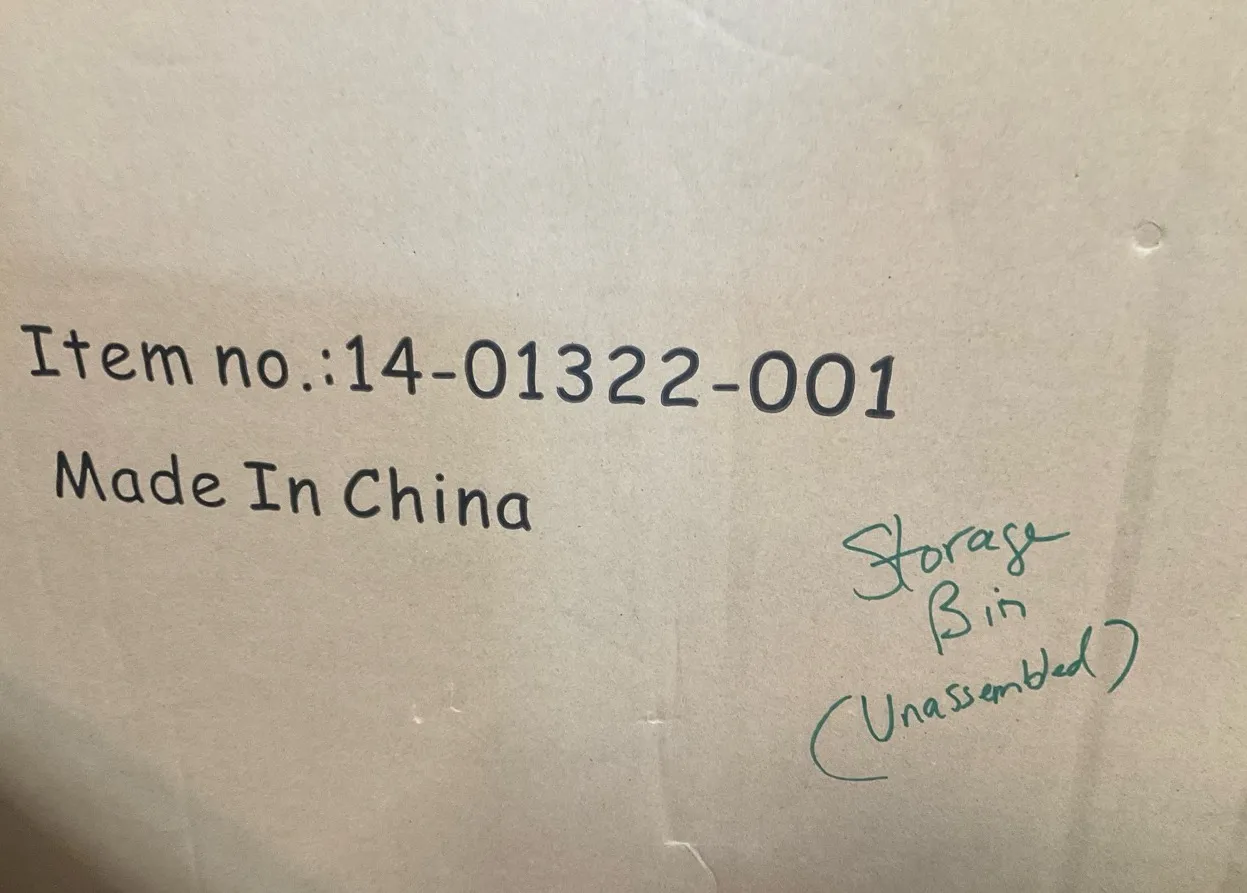 Item no.:14-01322-001
Made In China
Storage
Bin
(Unassembled)